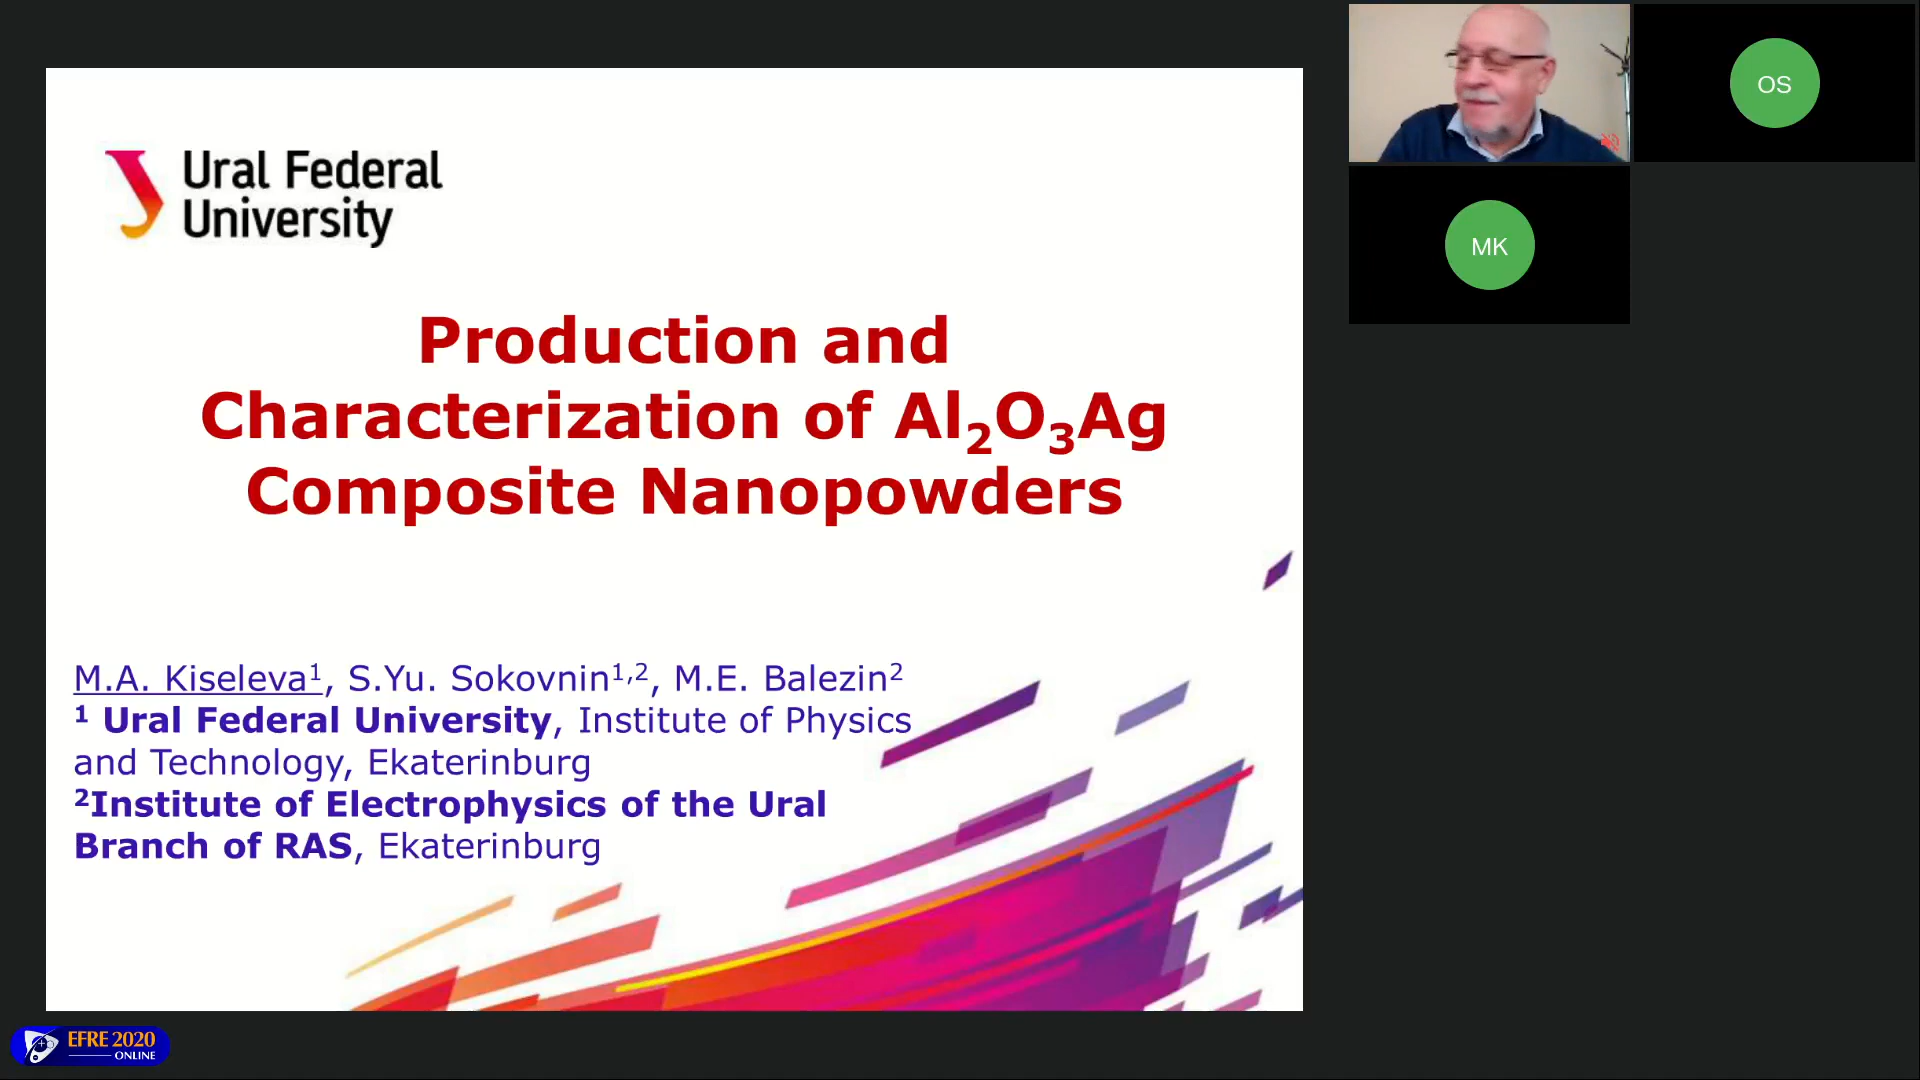 Ural Federal
University
Production and
Characterization of Al₂O₃Ag
Composite Nanopowders
M.A. Kiseleva¹, S.Yu. Sokovnin¹,², M.E. Balezin²
¹ Ural Federal University, Institute of Physics
and Technology, Ekaterinburg
²Institute of Electrophysics of the Ural
Branch of RAS, Ekaterinburg
OS
MK
EFRE 2020
ONLINE